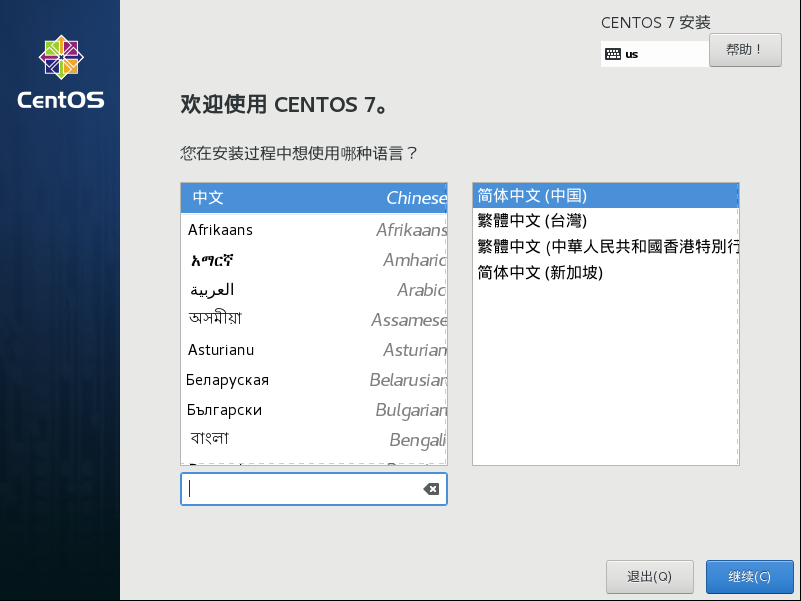 CentOS
CENTOS 7 安装
us
帮助！
欢迎使用 CENTOS 7。
您在安装过程中想使用哪种语言？
中文 Chinese
Afrikaans Afrikaans
አማርኛ Amharic
العربية Arabic
অসমীয়া Assamese
Asturianu Asturian
Беларуская Belarusian
Български Bulgarian
বাংলা Bengali
简体中文 (中国)
繁體中文 (台灣)
繁體中文 (中華人民共和國香港特別行
简体中文 (新加坡)
退出(Q)
继续(C)